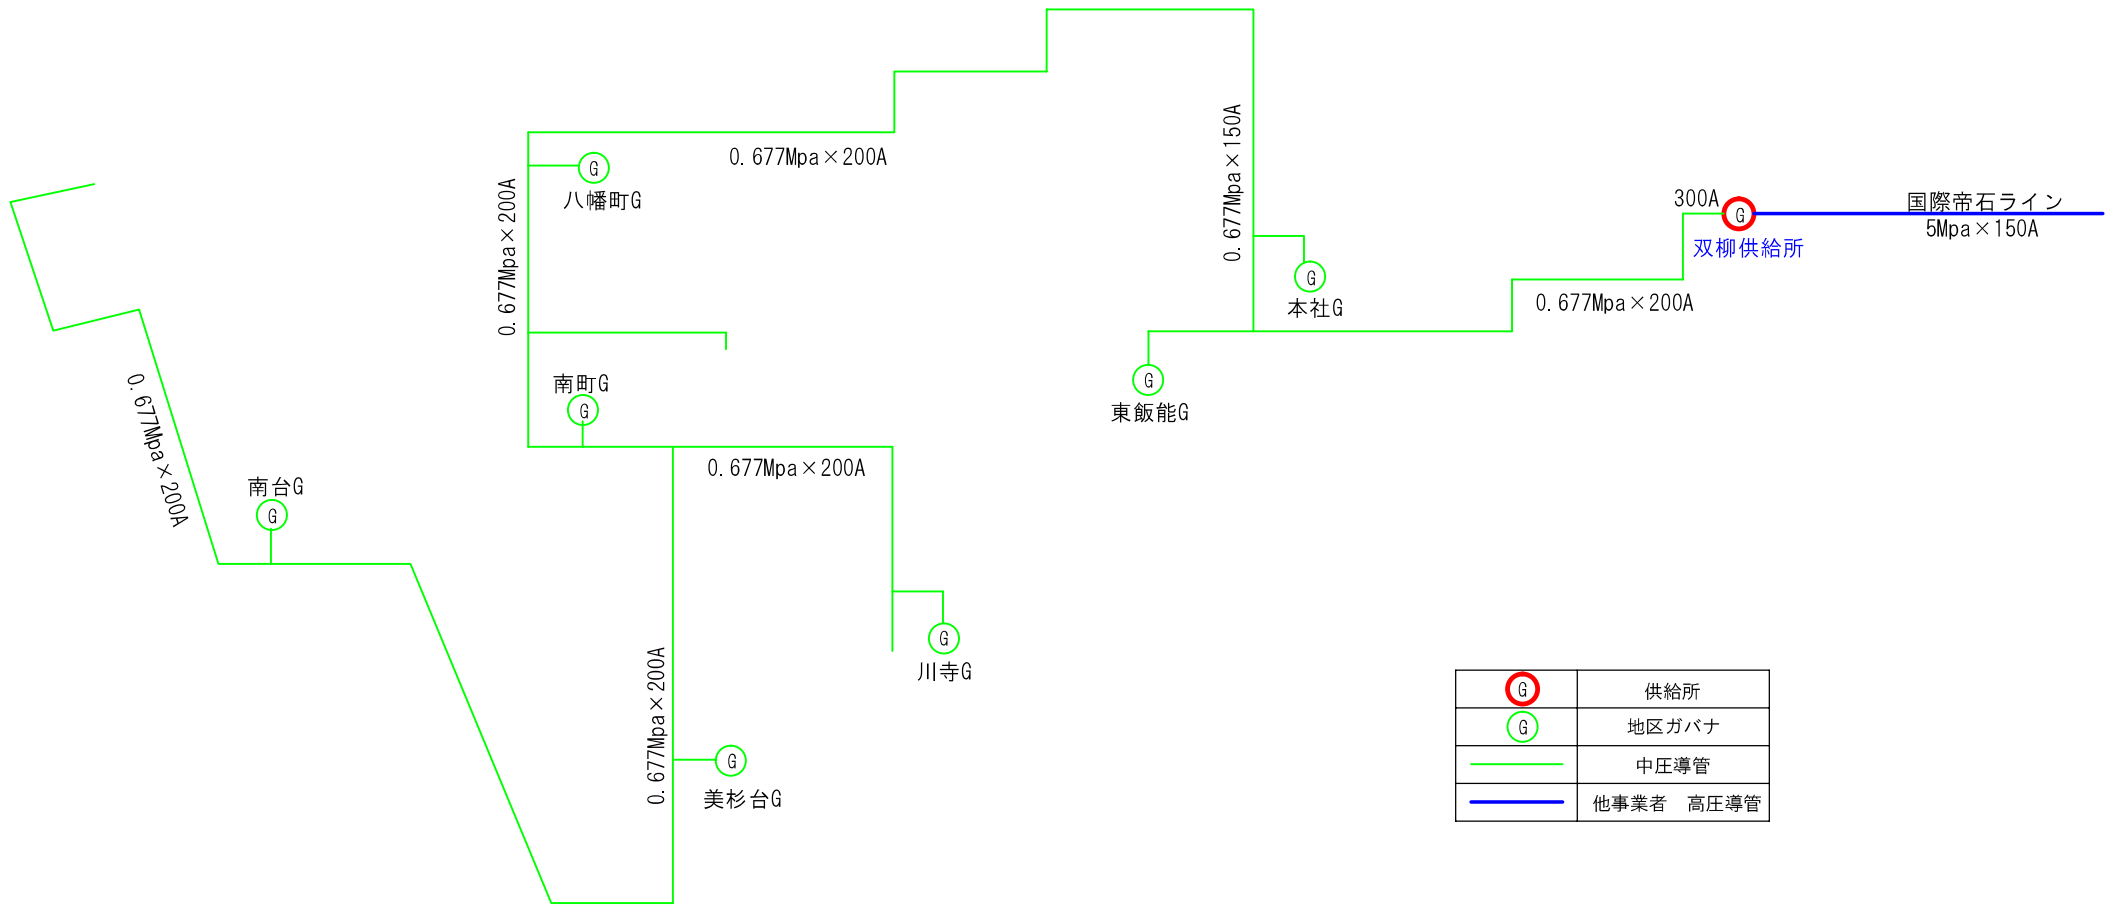 0.677Mpa×150A
0.677Mpa×200A
G
八幡町G
0.677Mpa×200A
300A
G
双柳供給所
国際帝石ライン
5Mpa×150A
G
本社G
0.677Mpa×200A
G
東飯能G
0.677Mpa×200A
南町G
G
0.677Mpa×200A
南台G
G
G
川寺G
0.677Mpa×200A
G
美杉台G
G 供給所
G 地区ガバナ
中圧導管
他事業者 高圧導管